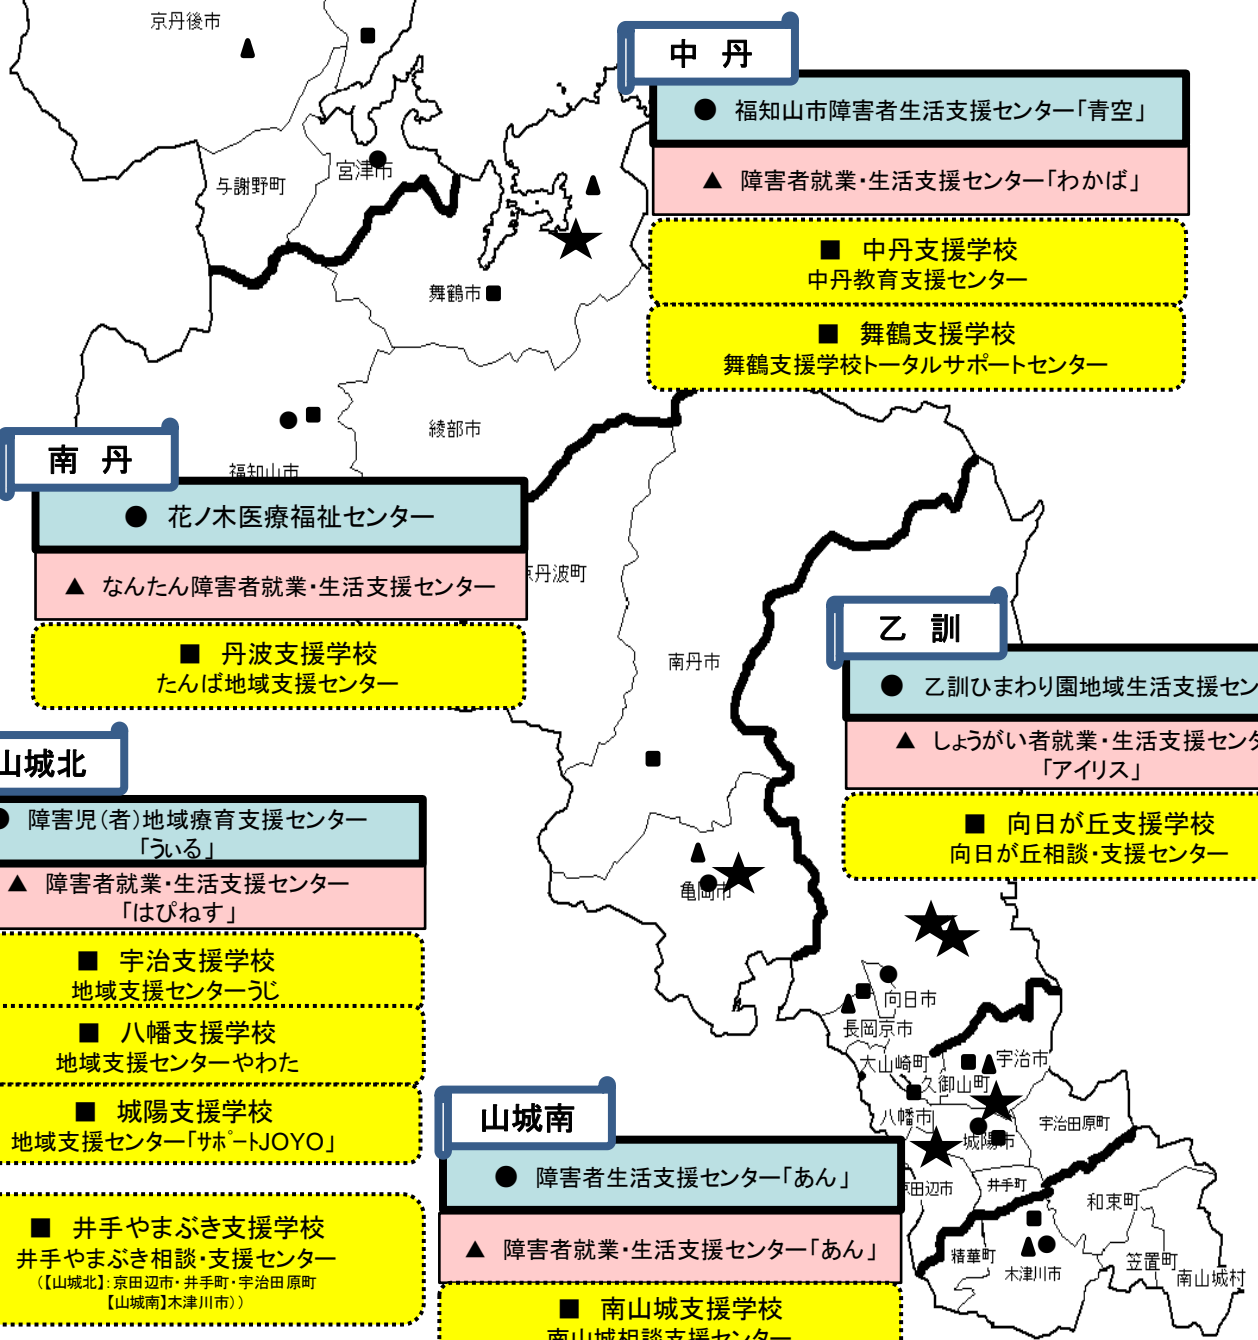 京丹後市
中 丹
● 福知山市障害者生活支援センター「青空」
▲ 障害者就業・生活支援センター「わかば」
■ 中丹支援学校
中丹教育支援センター
■ 舞鶴支援学校
舞鶴支援学校トータルサポートセンター
宮津市
与謝野町
舞鶴市
綾部市
福知山市
南 丹
● 花ノ木医療福祉センター
▲ なんたん障害者就業・生活支援センター
■ 丹波支援学校
たんば地域支援センター
丹波町
南丹市
乙 訓
● 乙訓ひまわり園地域生活支援セン
▲ しょうがい者就業・生活支援センタ
「アイリス」
■ 向日が丘支援学校
向日が丘相談・支援センター
山城北
● 障害児(者)地域療育支援センター
「うぃる」
▲ 障害者就業・生活支援センター
「はぴねす」
■ 宇治支援学校
地域支援センターうじ
■ 八幡支援学校
地域支援センターやわた
■ 城陽支援学校
地域支援センター「サポートJOYO」
■ 井手やまぶき支援学校
井手やまぶき相談・支援センター
(【山城北】:京田辺市・井手町・宇治田原町
【山城南】木津川市))
亀岡市
向日市
長岡京市
大山崎町
宇治市
久御山町
八幡市
城陽市
宇治田原町
田辺市
井手町
和束町
精華町
木津川市
笠置町
南山城村
山城南
● 障害者生活支援センター「あん」
▲ 障害者就業・生活支援センター「あん」
■ 南山城支援学校
南山城相談支援センター